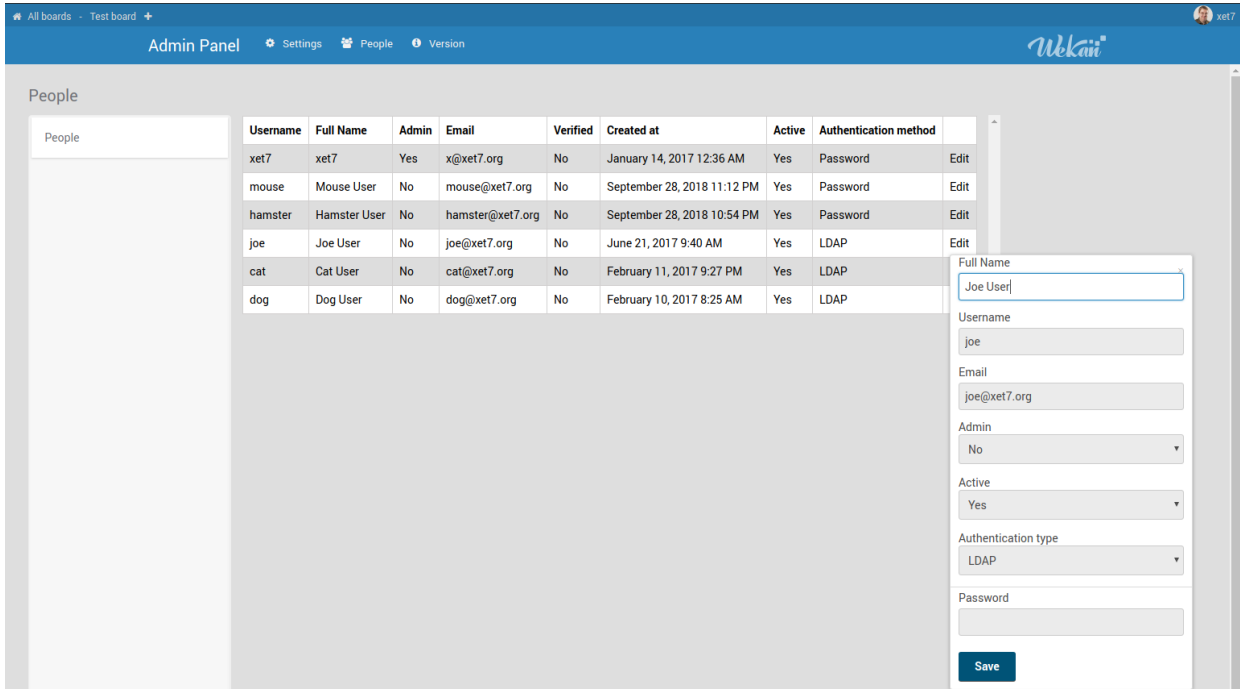 All boards - Test board
xet7
Admin Panel Settings People Version
Wekan
People
People
Username Full Name Admin Email Verified Created at Active Authentication method
xet7 xet7 Yes x@xet7.org No January 14, 2017 12:36 AM Yes Password Edit
mouse Mouse User No mouse@xet7.org No September 28, 2018 11:12 PM Yes Password Edit
hamster Hamster User No hamster@xet7.org No September 28, 2018 10:54 PM Yes Password Edit
joe Joe User No joe@xet7.org No June 21, 2017 9:40 AM Yes LDAP Edit
cat Cat User No cat@xet7.org No February 11, 2017 9:27 PM Yes LDAP
dog Dog User No dog@xet7.org No February 10, 2017 8:25 AM Yes LDAP
Full Name
Joe User
Username
joe
Email
joe@xet7.org
Admin
No
Active
Yes
Authentication type
LDAP
Password
Save